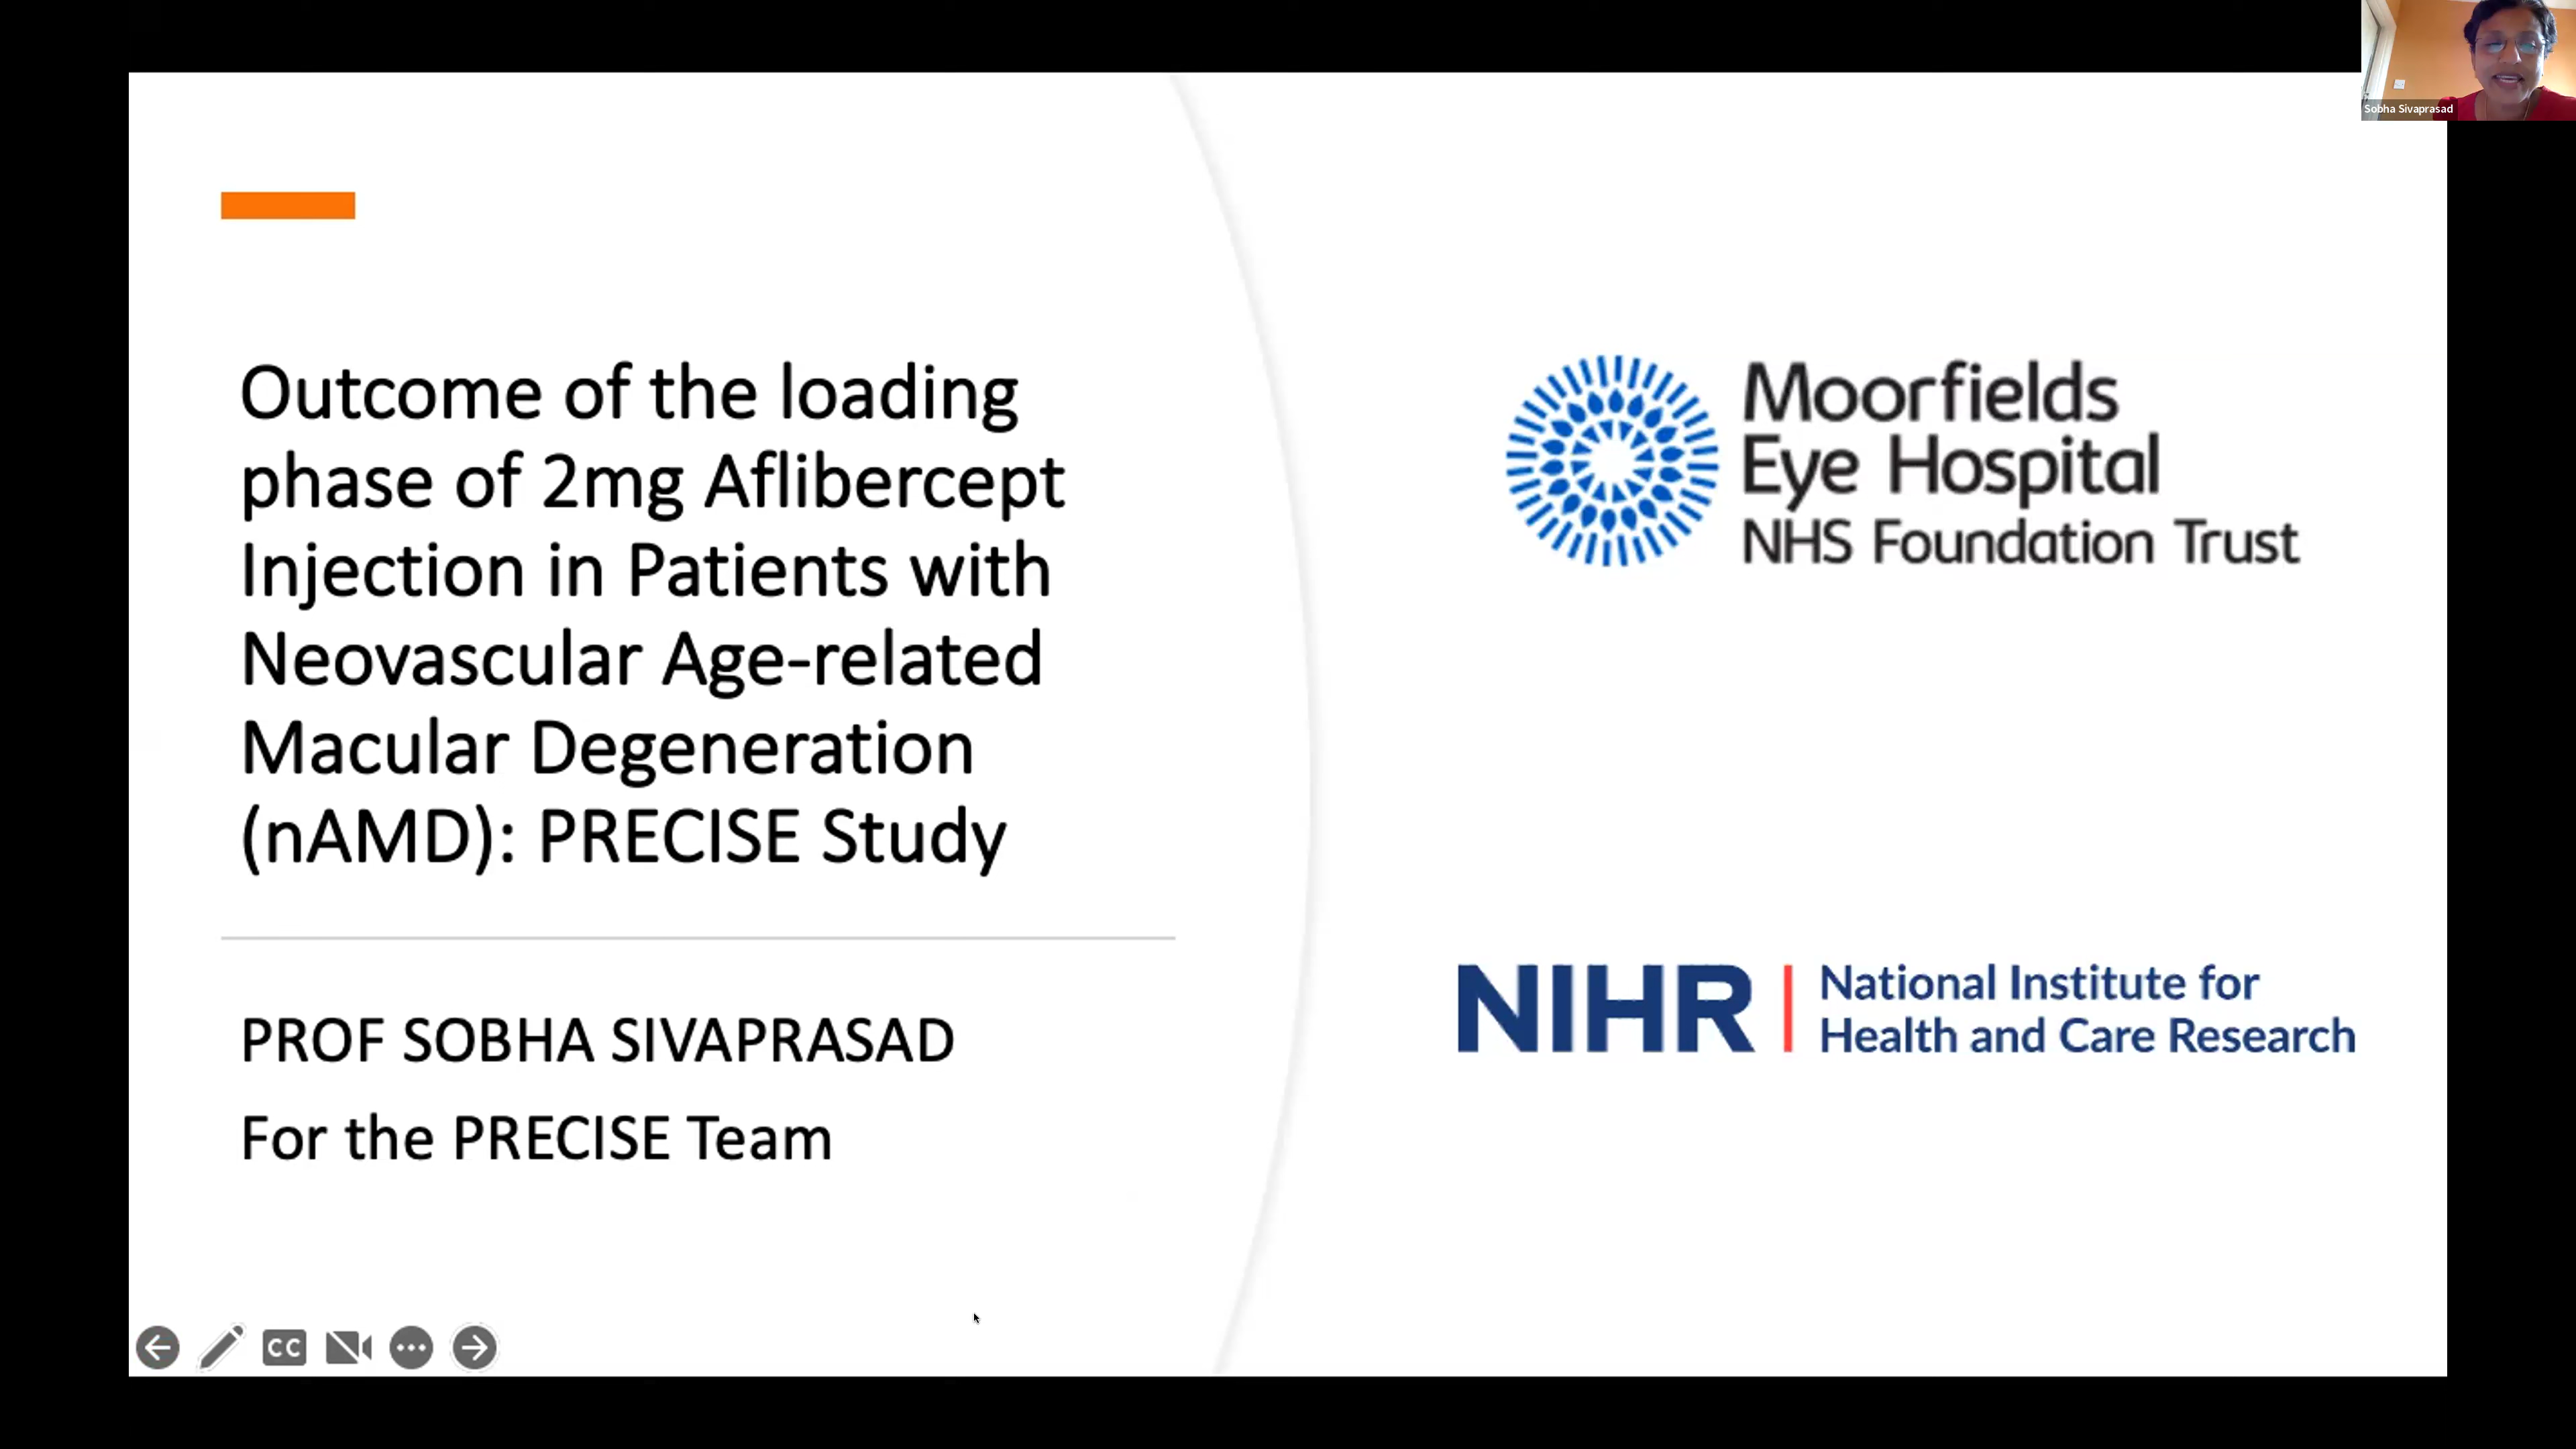 Sobha Sivaprasad
Outcome of the loading
phase of 2mg Aflibercept
Injection in Patients with
Neovascular Age-related
Macular Degeneration
(nAMD): PRECISE Study
PROF SOBHA SIVAPRASAD
For the PRECISE Team
Moorfields
Eye Hospital
NHS Foundation Trust
NIHR
National Institute for
Health and Care Research
CC